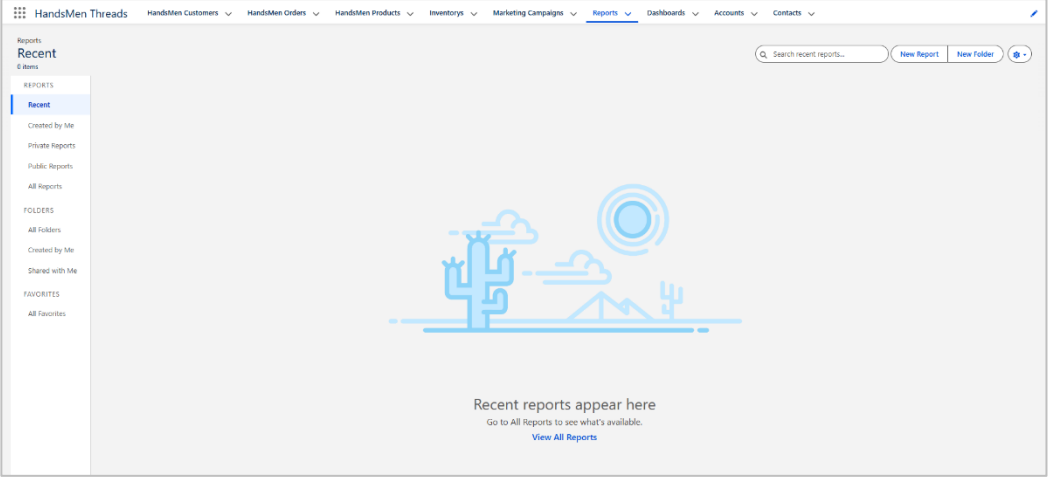 HandsMen Threads HandsMen Customers HandsMen Orders HandsMen Products Inventorys Marketing Campaigns Reports Dashboards Accounts Contacts
Reports
Recent
0 items
Search recent reports...
New Report
New Folder
REPORTS
Recent
Created by Me
Private Reports
Public Reports
All Reports
FOLDERS
All Folders
Created by Me
Shared with Me
FAVORITES
All Favorites
Recent reports appear here
Go to All Reports to see what's available.
View All Reports